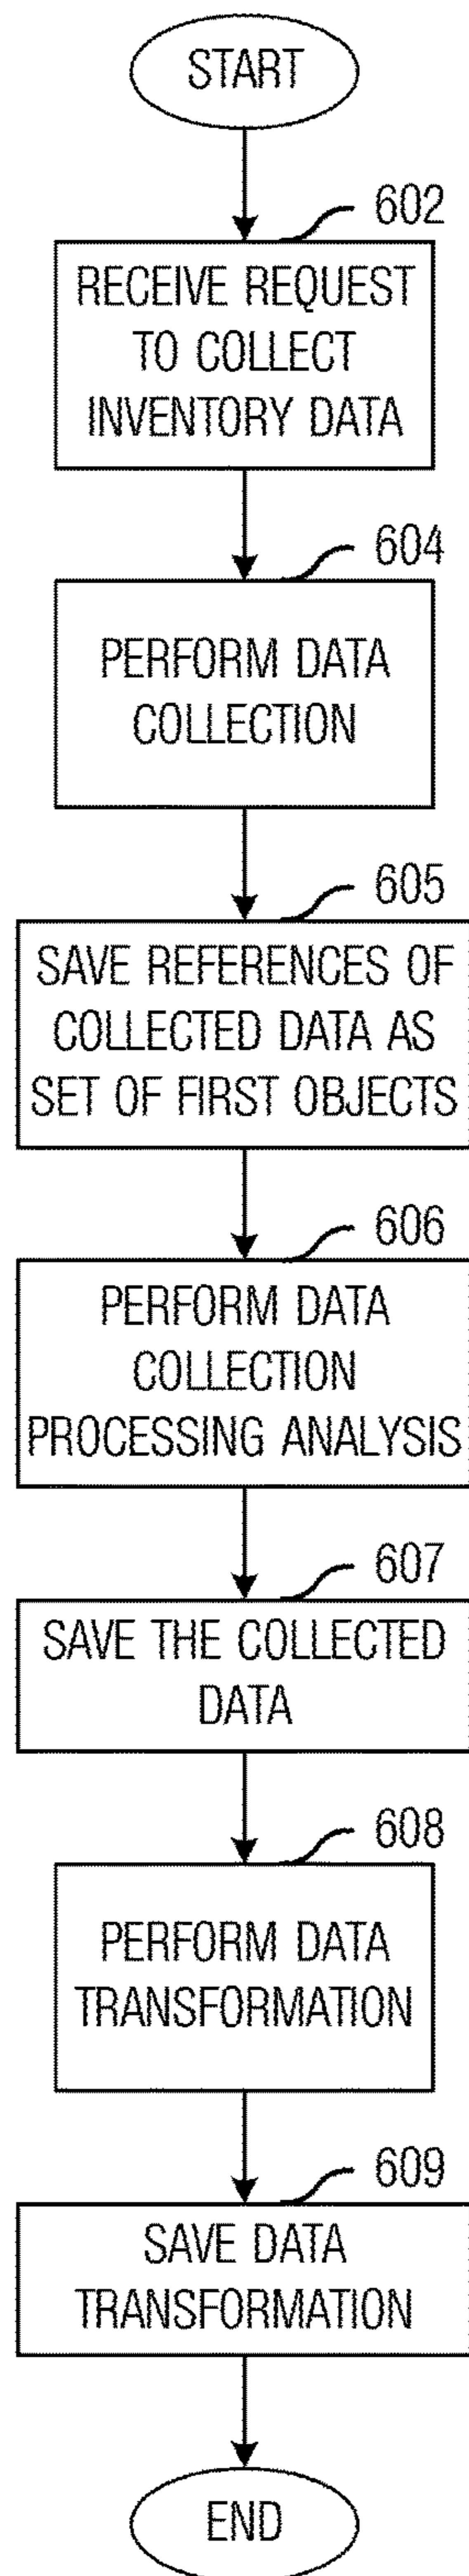 START
602
RECEIVE REQUEST
TO COLLECT
INVENTORY DATA
604
PERFORM DATA
COLLECTION
605
SAVE REFERENCES OF
COLLECTED DATA AS
SET OF FIRST OBJECTS
606
PERFORM DATA
COLLECTION
PROCESSING ANALYSIS
607
SAVE THE COLLECTED
DATA
608
PERFORM DATA
TRANSFORMATION
609
SAVE DATA
TRANSFORMATION
END